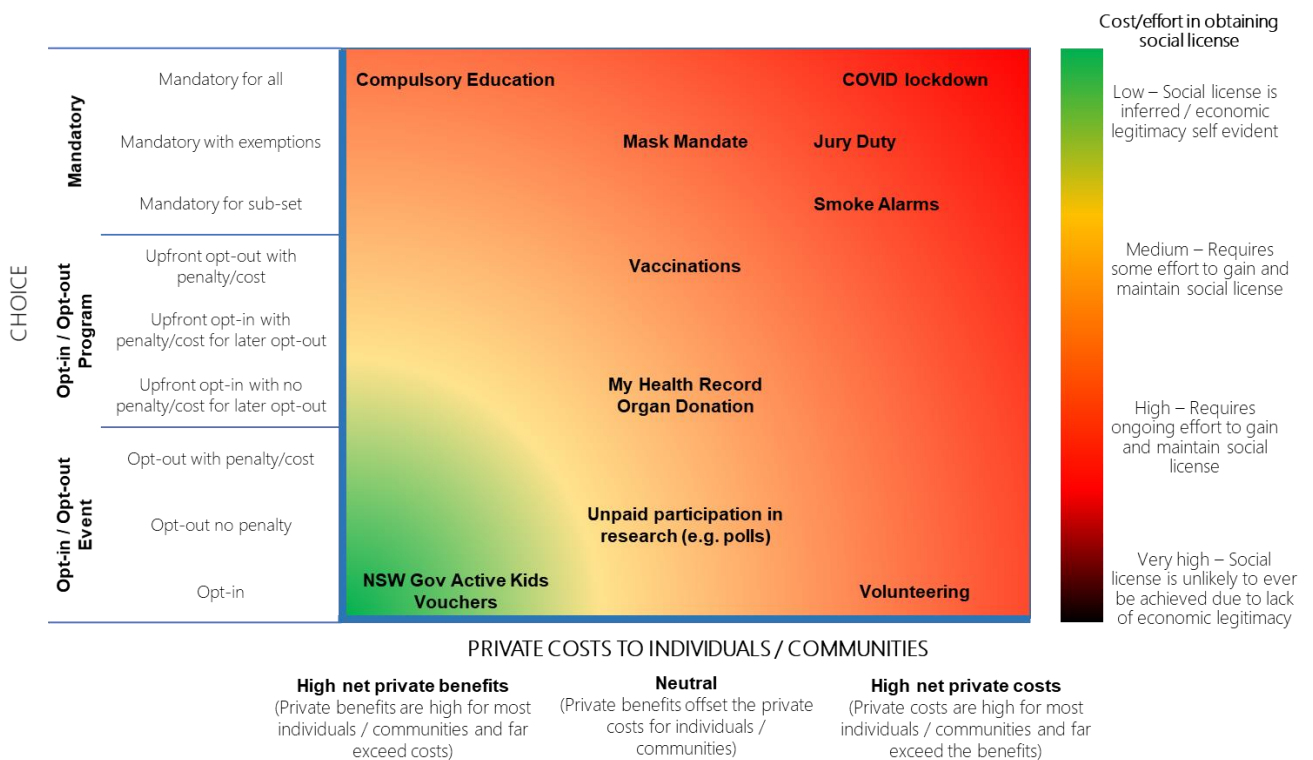 Cost/effort in obtaining
social license
CHOICE
Mandatory
Mandatory for all
Mandatory with exemptions
Mandatory for sub-set
Opt-in / Opt-out
Program
Upfront opt-out with
penalty/cost
Upfront opt-in with
penalty/cost for later opt-out
Upfront opt-in with no
penalty/cost for later opt-out
Opt-in / Opt-out
Event
Opt-out with penalty/cost
Opt-out no penalty
Opt-in
Compulsory Education
COVID lockdown
Mask Mandate
Jury Duty
Smoke Alarms
Vaccinations
My Health Record
Organ Donation
Unpaid participation in
research (e.g. polls)
NSW Gov Active Kids
Vouchers
Volunteering
Low – Social license is
inferred / economic
legitimacy self evident
Medium – Requires
some effort to gain and
maintain social license
High – Requires
ongoing effort to gain
and maintain social
license
Very high – Social
license is unlikely to ever
be achieved due to lack
of economic legitimacy
PRIVATE COSTS TO INDIVIDUALS / COMMUNITIES
High net private benefits
(Private benefits are high for most
individuals / communities and far
exceed costs)
Neutral
(Private benefits offset the private
costs for individuals /
communities)
High net private costs
(Private costs are high for most
individuals / communities and far
exceed the benefits)